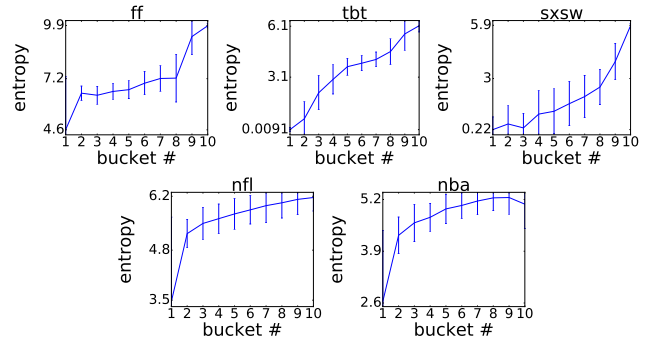 ff
9.9
7.2
4.6
entropy
1 2 3 4 5 6 7 8 9 10
bucket #
tbt
6.1
3.1
0.0091
entropy
1 2 3 4 5 6 7 8 9 10
bucket #
sxsw
5.9
3
0.22
entropy
1 2 3 4 5 6 7 8 9 10
bucket #
nfl
6.2
4.8
3.5
entropy
1 2 3 4 5 6 7 8 9 10
bucket #
nba
5.2
3.9
2.6
entropy
1 2 3 4 5 6 7 8 9 10
bucket #